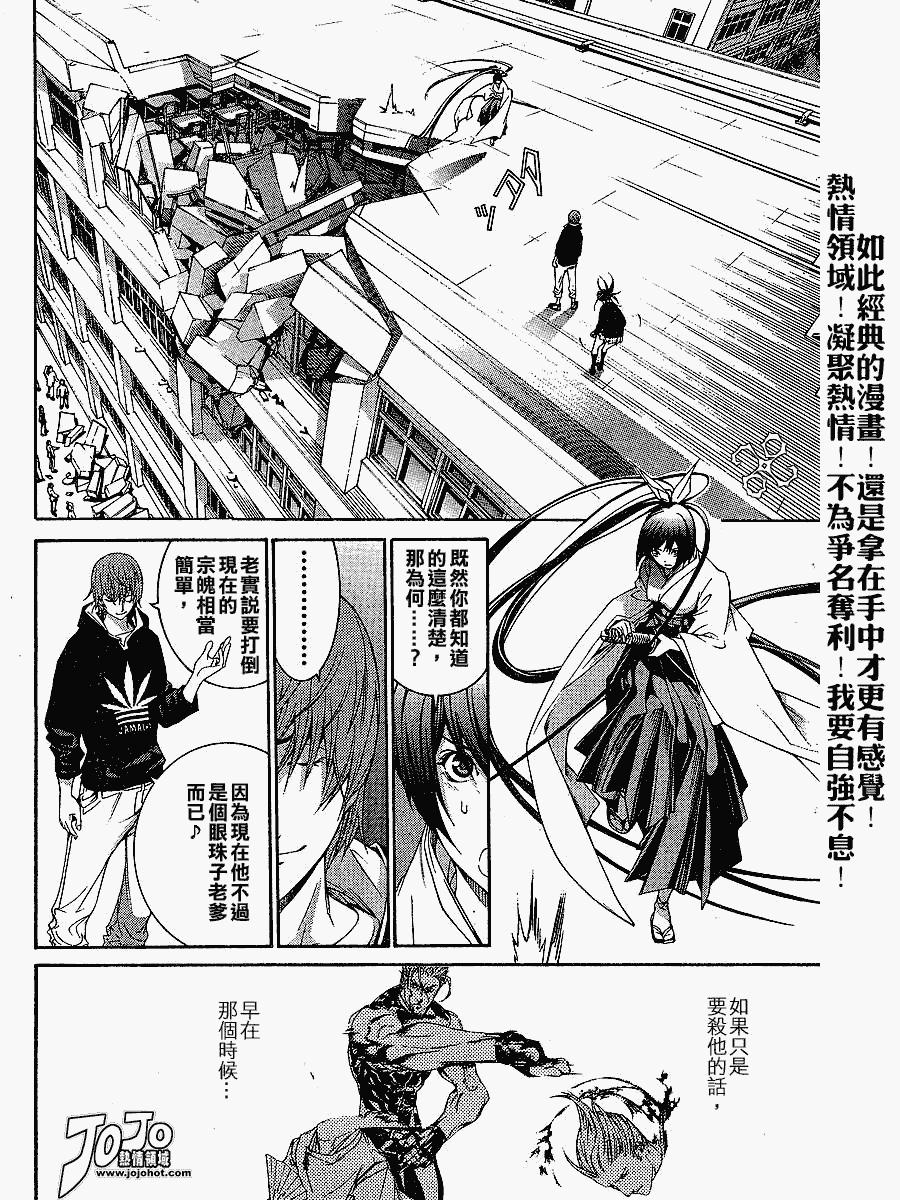 如此經典的漫畫！還是拿在手中才更有感覺！
熱情領域！凝聚熱情！不為爭名奪利！我要自強不息！
タタッ
既然你都知道
的這麼清楚，
那為何……？
…………
老實說要打倒
現在的
宗魄相當
簡單，
因為現在他不過
是個眼珠子老爹
而已♪
JAMAICA
如果只是
要殺他的話，
早在
那個時候…
JOJO
熱情領域
www.jojohot.com